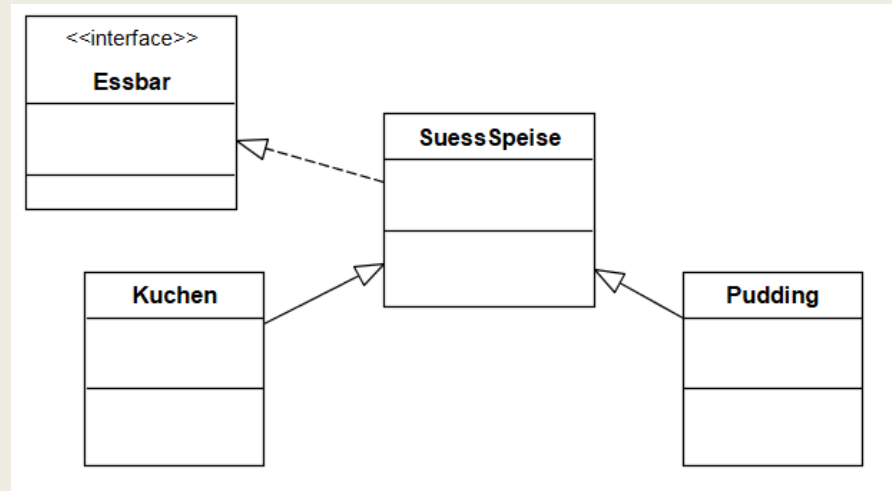 <<interface>>
Essbar
SuessSpeise
Kuchen
Pudding